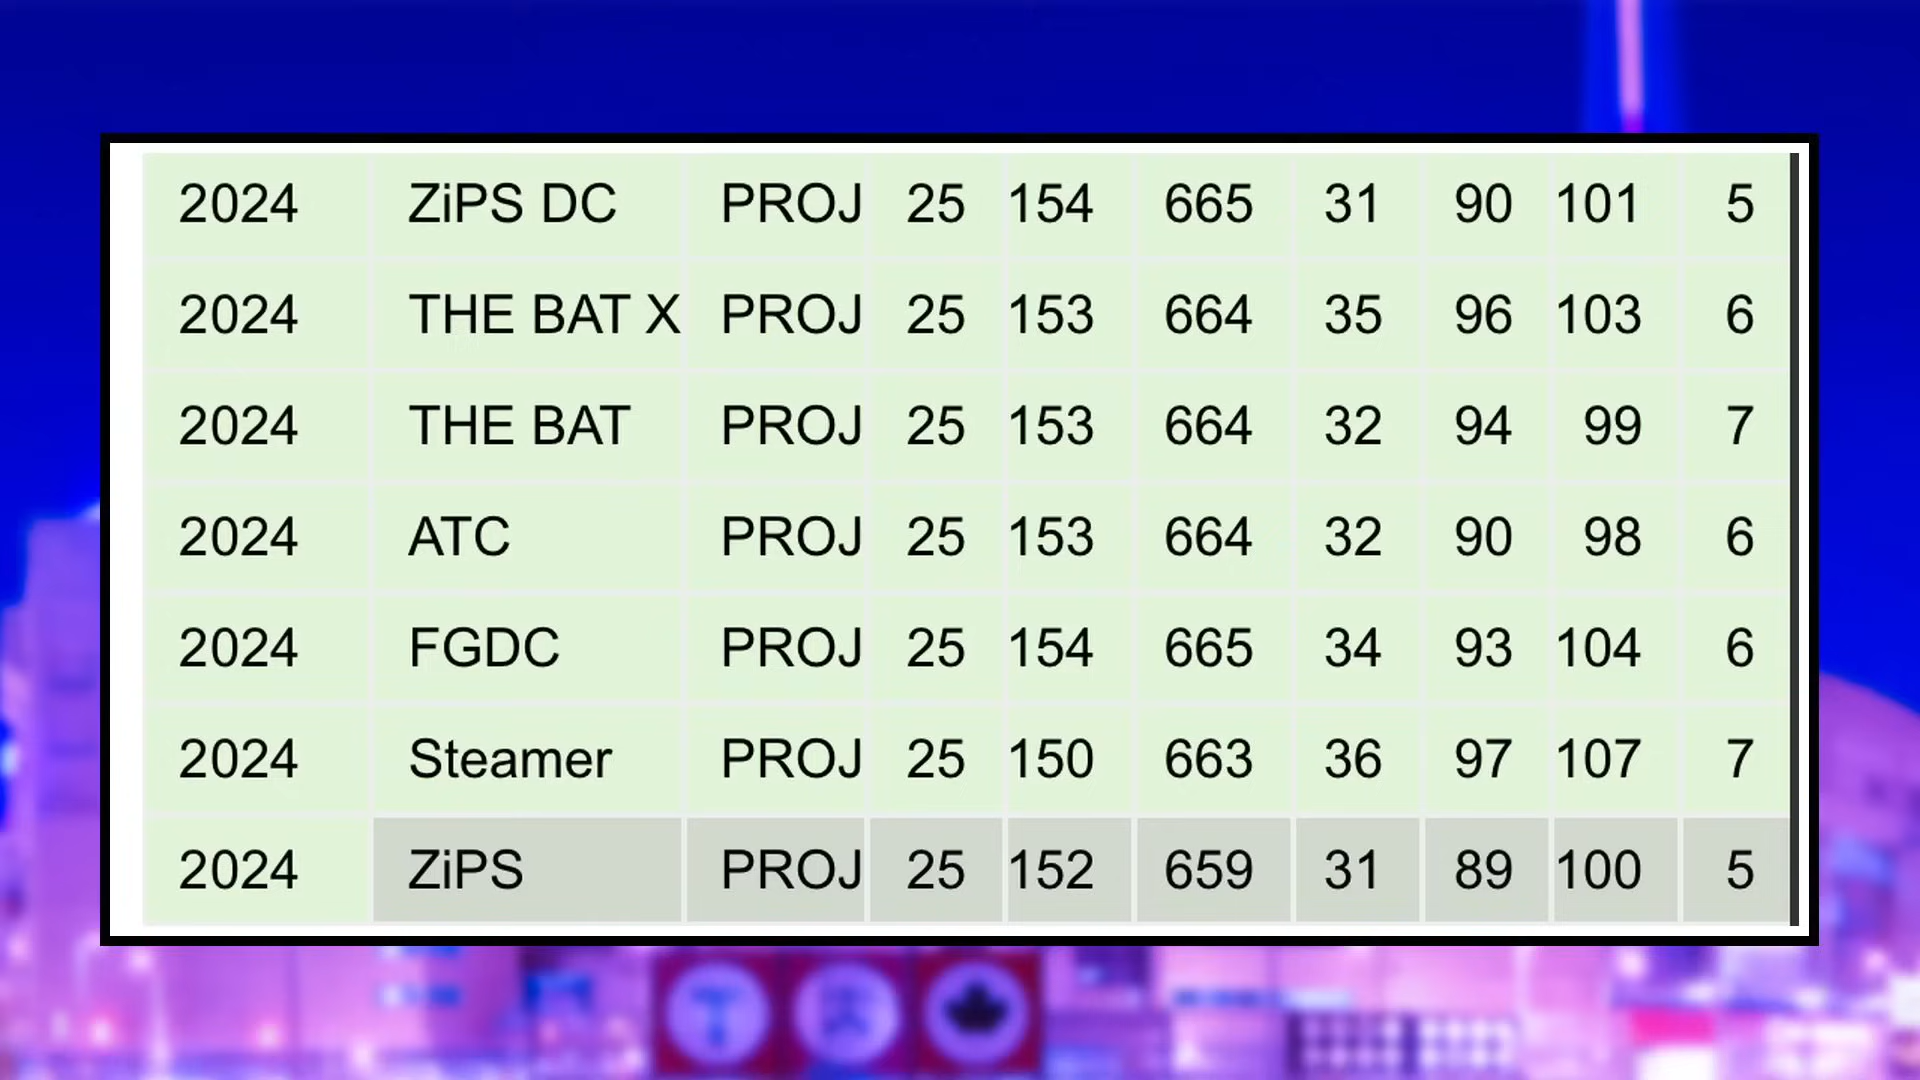 2024 ZiPS DC PROJ 25 154 665 31 90 101 5
2024 THE BAT X PROJ 25 153 664 35 96 103 6
2024 THE BAT PROJ 25 153 664 32 94 99 7
2024 ATC PROJ 25 153 664 32 90 98 6
2024 FGDC PROJ 25 154 665 34 93 104 6
2024 Steamer PROJ 25 150 663 36 97 107 7
2024 ZiPS PROJ 25 152 659 31 89 100 5